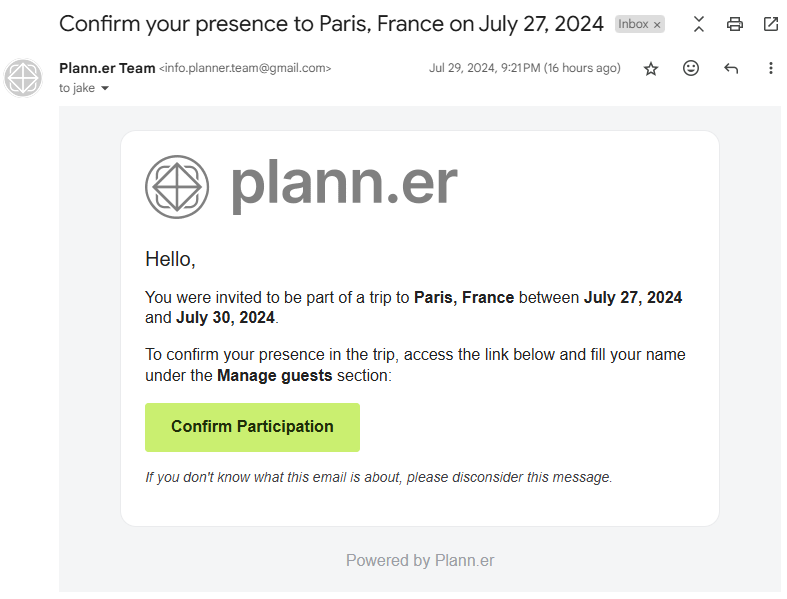 Confirm your presence to Paris, France on July 27, 2024 Inbox ×
Plann.er Team <info.planner.team@gmail.com> Jul 29, 2024, 9:21 PM (16 hours ago)
to jake
plann.er
Hello,
You were invited to be part of a trip to Paris, France between July 27, 2024
and July 30, 2024.
To confirm your presence in the trip, access the link below and fill your name
under the Manage guests section:
Confirm Participation
If you don't know what this email is about, please disconsider this message.
Powered by Plann.er